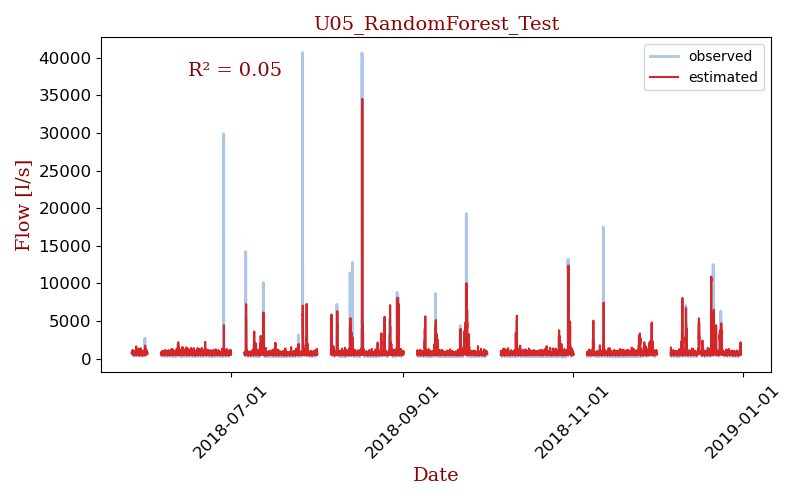 U05_RandomForest_Test
R² = 0.05
observed
estimated
Flow [l/s]
40000
35000
30000
25000
20000
15000
10000
5000
0
2018-07-01
2018-09-01
2018-11-01
2019-01-01
Date